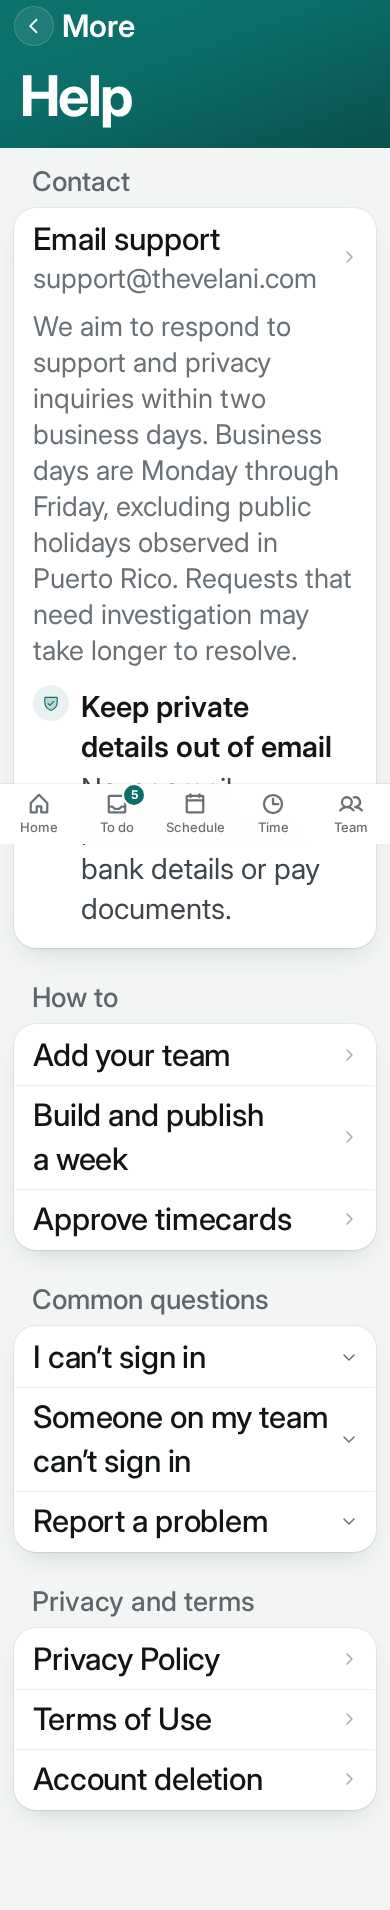 More
Help
Contact
Email support
support@thevelani.com
We aim to respond to
support and privacy
inquiries within two
business days. Business
days are Monday through
Friday, excluding public
holidays observed in
Puerto Rico. Requests that
need investigation may
take longer to resolve.
Keep private
details out of email
5
Home
To do
Schedule
Time
Team
bank details or pay
documents.
How to
Add your team
Build and publish
a week
Approve timecards
Common questions
I can’t sign in
Someone on my team
can’t sign in
Report a problem
Privacy and terms
Privacy Policy
Terms of Use
Account deletion